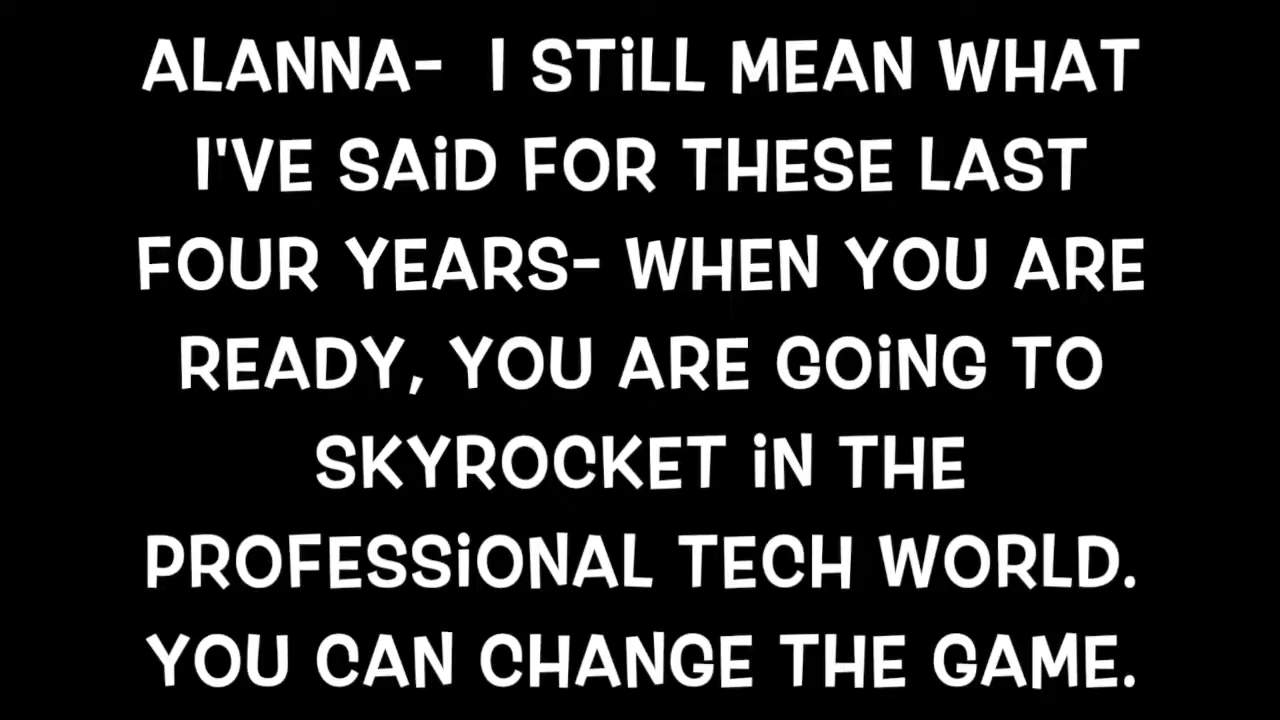 ALANNA- I STiLL MEAN WHAT
I'VE SAiD FOR THESE LAST
FOUR YEARS- WHEN YOU ARE
READY, YOU ARE GOiNG TO
SKYROCKET iN THE
PROFESSiONAL TECH WORLD.
YOU CAN CHANGE THE GAME.